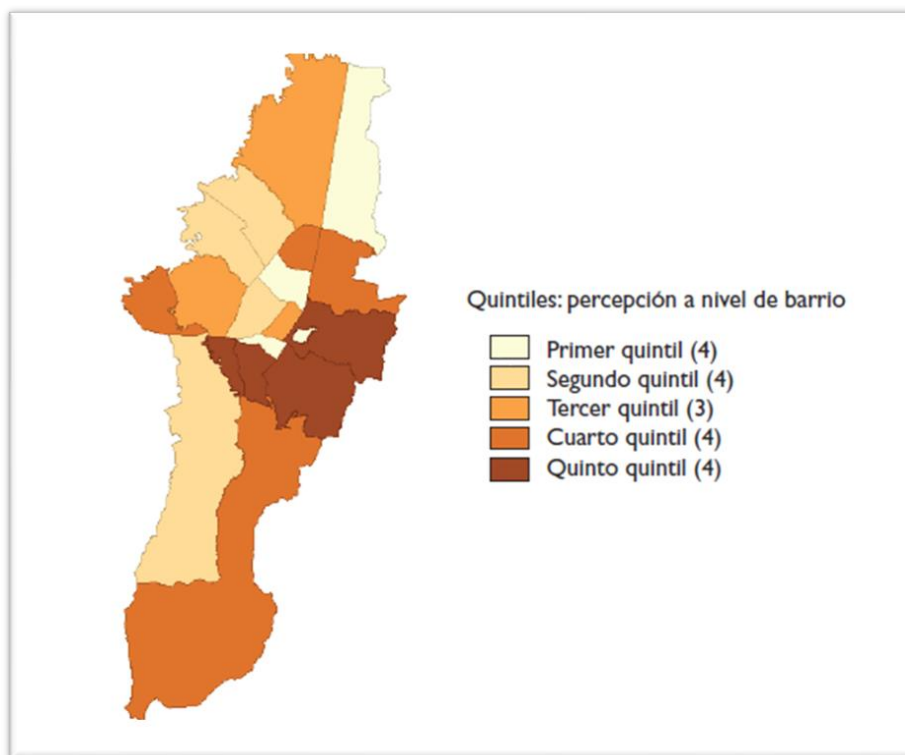 Quintiles: percepción a nivel de barrio
Primer quintil (4)
Segundo quintil (4)
Tercer quintil (3)
Cuarto quintil (4)
Quinto quintil (4)